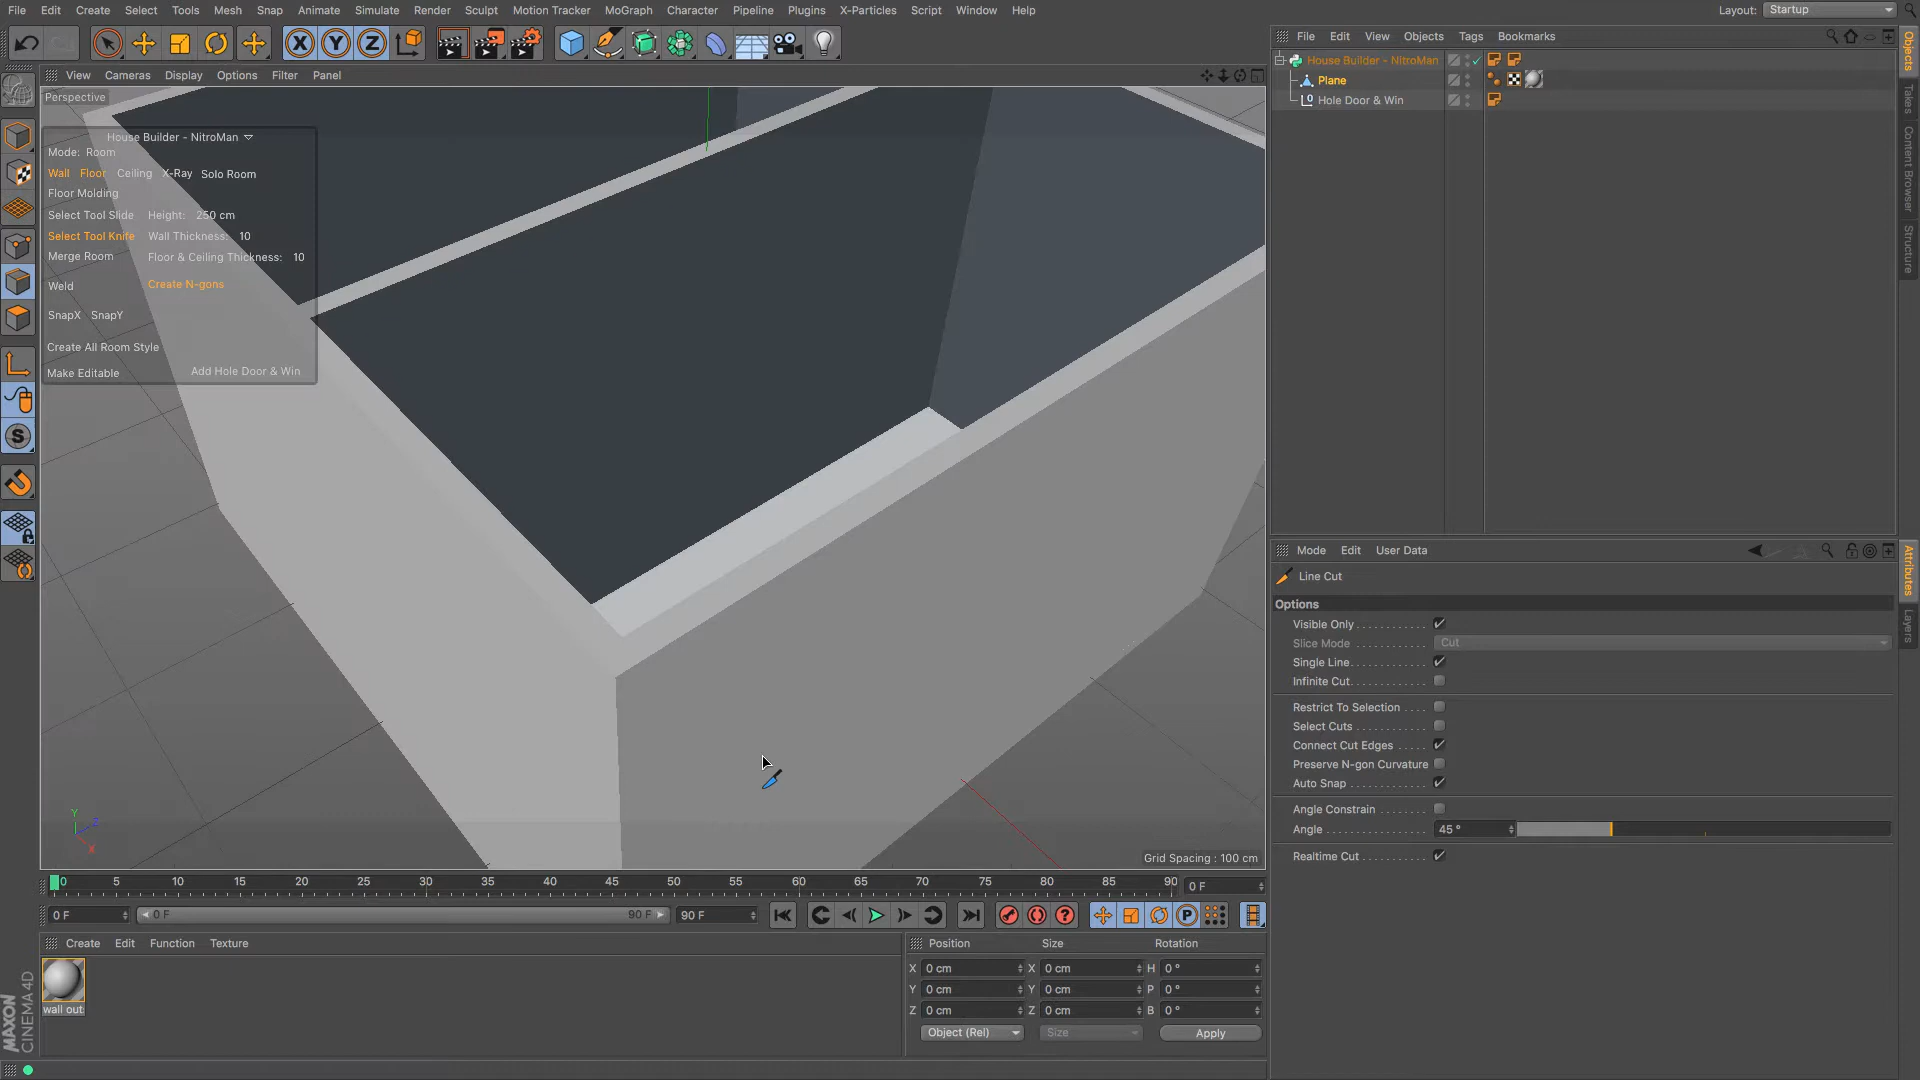 File Edit Create Select Tools Mesh Snap Animate Simulate Render Sculpt Motion Tracker MoGraph Character Pipeline Plugins X-Particles Script Window Help Layout: Startup
File Edit View Objects Tags Bookmarks
View Cameras Display Options Filter Panel
House Builder - NitroMan
Plane
Hole Door & Win
Perspective
House Builder - NitroMan
Mode: Room
Wall Floor Ceiling X-Ray Solo Room
Floor Molding
Select Tool Slide Height: 250 cm
Select Tool Knife Wall Thickness: 10
Merge Room Floor & Ceiling Thickness: 10
Weld Create N-gons
SnapX SnapY
Create All Room Style
Make Editable Add Hole Door & Win
Objects
Takes
Content Browser
Structure
Mode Edit User Data
Line Cut
Options
Visible Only
Slice Mode Cut
Single Line
Infinite Cut
Restrict To Selection
Select Cuts
Connect Cut Edges
Preserve N-gon Curvature
Auto Snap
Angle Constrain
Angle 45 °
Realtime Cut
Attributes
Layers
Y
Z
X
Grid Spacing : 100 cm
0 5 10 15 20 25 30 35 40 45 50 55 60 65 70 75 80 85 90 0 F
0 F 0 F 90 F 90 F
Create Edit Function Texture
wall out
Position Size Rotation
X 0 cm X 0 cm H 0 °
Y 0 cm Y 0 cm P 0 °
Z 0 cm Z 0 cm B 0 °
Object (Rel) Size Apply
MAXON
CINEMA 4D